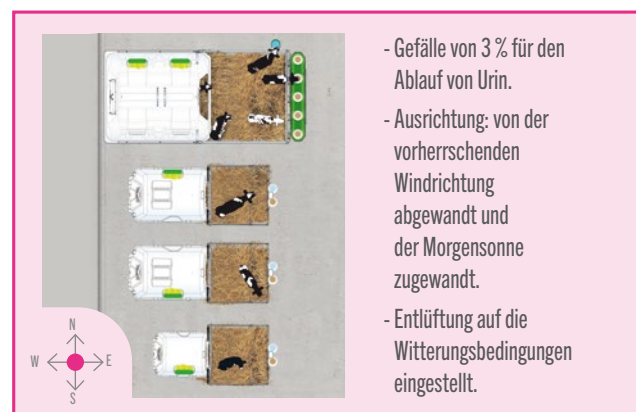 - Gefälle von 3 % für den
Ablauf von Urin.
- Ausrichtung: von der
vorherrschenden
Windrichtung
abgewandt und
der Morgensonne
zugewandt.
- Entlüftung auf die
Witterungsbedingungen
eingestellt.
N
W E
S